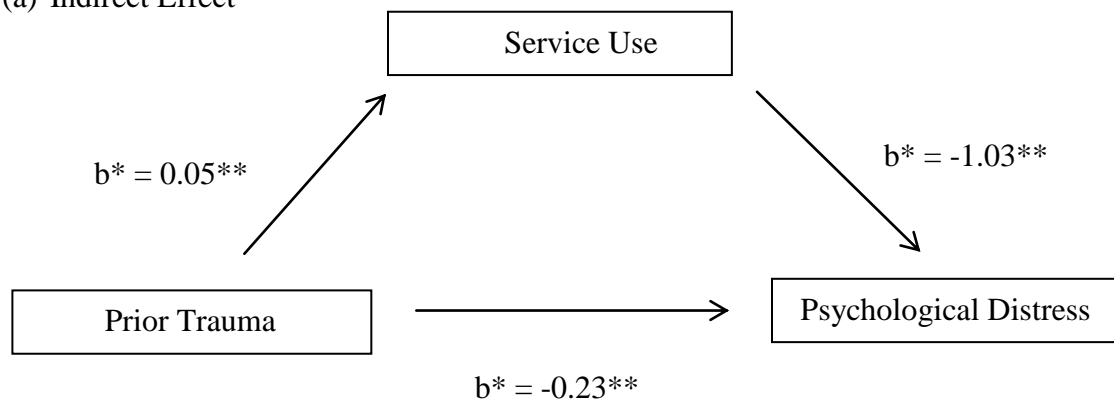 (a) Indirect Effect
Service Use
b* = 0.05**
b* = -1.03**
Prior Trauma
Psychological Distress
b* = -0.23**